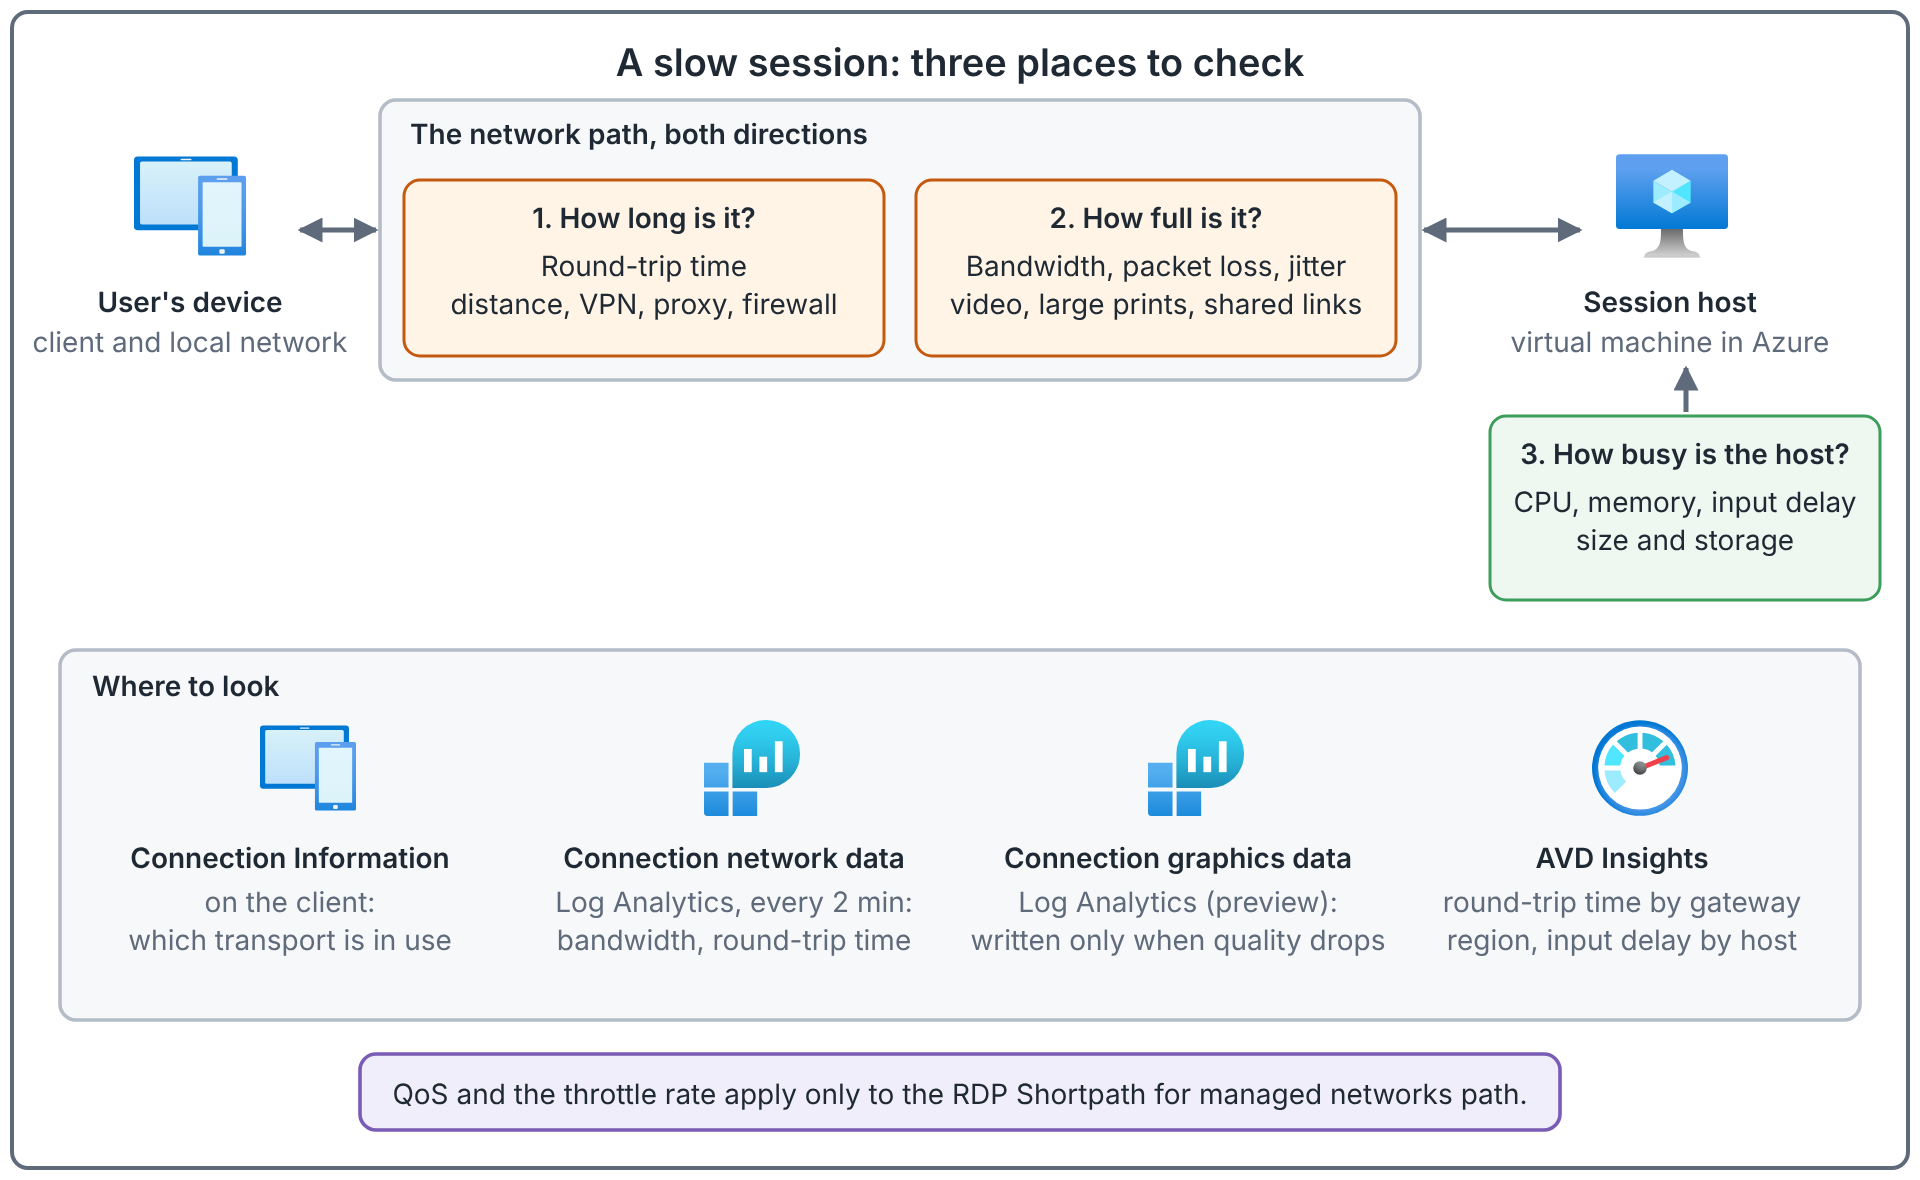 A slow session: three places to check
The network path, both directions
1. How long is it?
Round-trip time
distance, VPN, proxy, firewall
2. How full is it?
Bandwidth, packet loss, jitter
video, large prints, shared links
User's device
client and local network
Session host
virtual machine in Azure
3. How busy is the host?
CPU, memory, input delay
size and storage
Where to look
Connection Information
on the client:
which transport is in use
Connection network data
Log Analytics, every 2 min:
bandwidth, round-trip time
Connection graphics data
Log Analytics (preview):
written only when quality drops
AVD Insights
round-trip time by gateway
region, input delay by host
QoS and the throttle rate apply only to the RDP Shortpath for managed networks path.